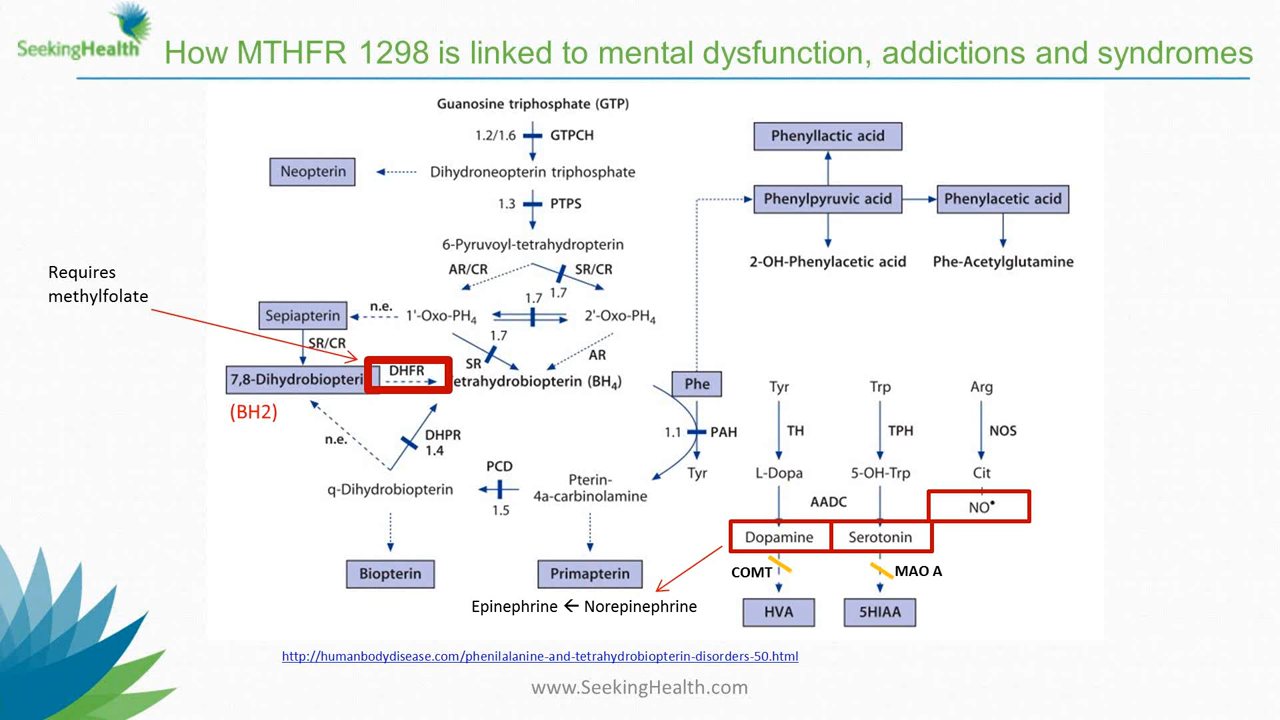 SeekingHealth
How MTHFR 1298 is linked to mental dysfunction, addictions and syndromes
Guanosine triphosphate (GTP)
1.2/1.6 GTPCH
Neopterin
Dihydroneopterin triphosphate
1.3 PTPS
6-Pyruvoyl-tetrahydropterin
AR/CR
SR/CR
1.7
Requires
methylfolate
Sepiapterin
n.e.
1'-Oxo-PH4
1.7
2'-Oxo-PH4
SR/CR
1.7
SR
AR
7,8-Dihydrobiopteri
DHFR
etrahydrobiopterin (BH4)
(BH2)
n.e.
DHPR
1.4
q-Dihydrobiopterin
PCD
1.5
Pterin-
4a-carbinolamine
Biopterin
Primapterin
Phe
1.1 PAH
Tyr
Phenyllactic acid
Phenylpyruvic acid
Phenylacetic acid
2-OH-Phenylacetic acid
Phe-Acetylglutamine
Tyr
Trp
Arg
TH
TPH
NOS
L-Dopa
5-OH-Trp
Cit
AADC
NO•
Dopamine
Serotonin
COMT
MAO A
HVA
5HIAA
Epinephrine ← Norepinephrine
http://humanbodydisease.com/phenilalanine-and-tetrahydrobiopterin-disorders-50.html
www.SeekingHealth.com